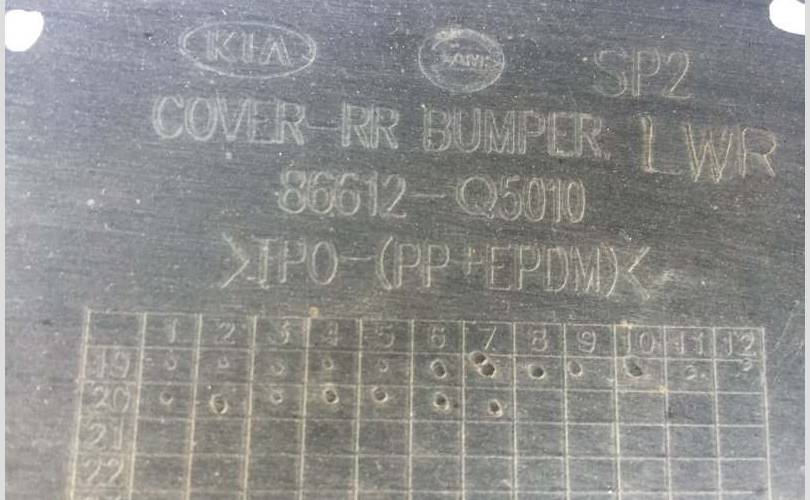 KIA SP2
COVER-RR BUMPER, LWR
86612-Q5010
>TPO-(PP+EPDM)<
1 2 3 4 5 6 7 8 9 10 11 12
19
20
21
22